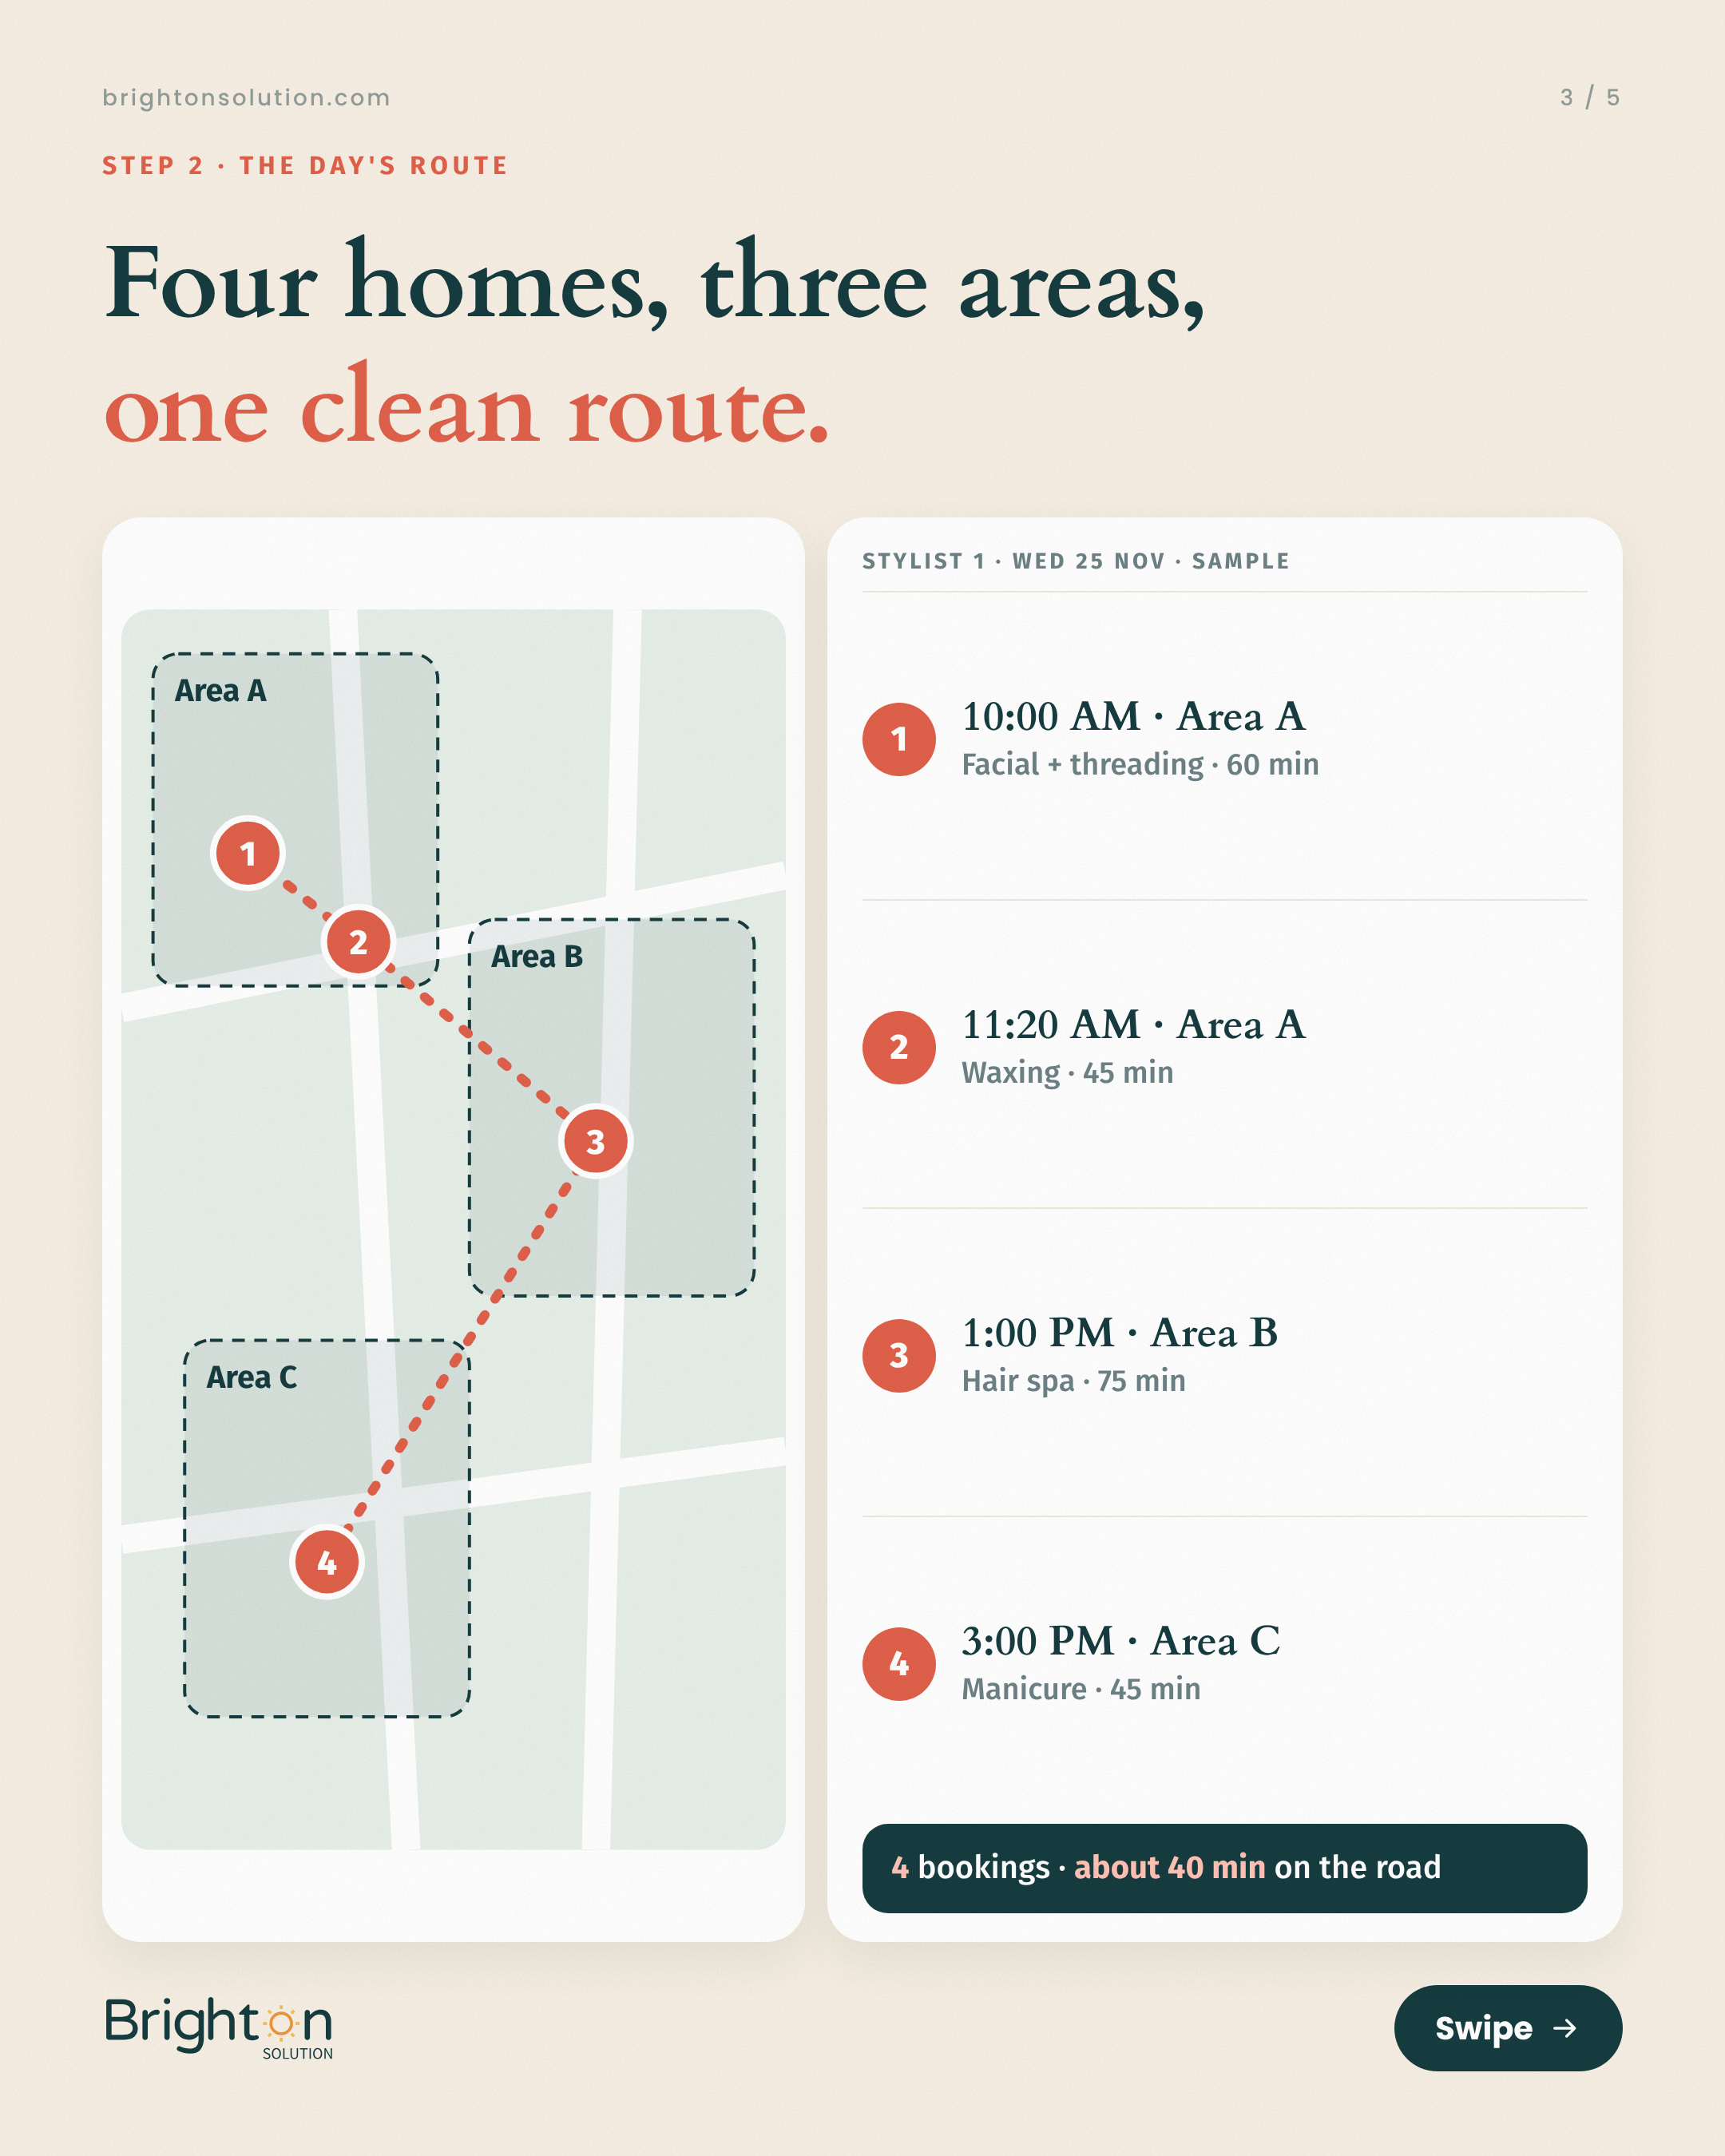 brightonsolution.com
3 / 5
STEP 2 · THE DAY'S ROUTE
Four homes, three areas,
one clean route.
Area A
1
2
Area B
3
Area C
4
STYLIST 1 · WED 25 NOV · SAMPLE
1
10:00 AM · Area A
Facial + threading · 60 min
2
11:20 AM · Area A
Waxing · 45 min
3
1:00 PM · Area B
Hair spa · 75 min
4
3:00 PM · Area C
Manicure · 45 min
4 bookings · about 40 min on the road
Brighton
SOLUTION
Swipe →